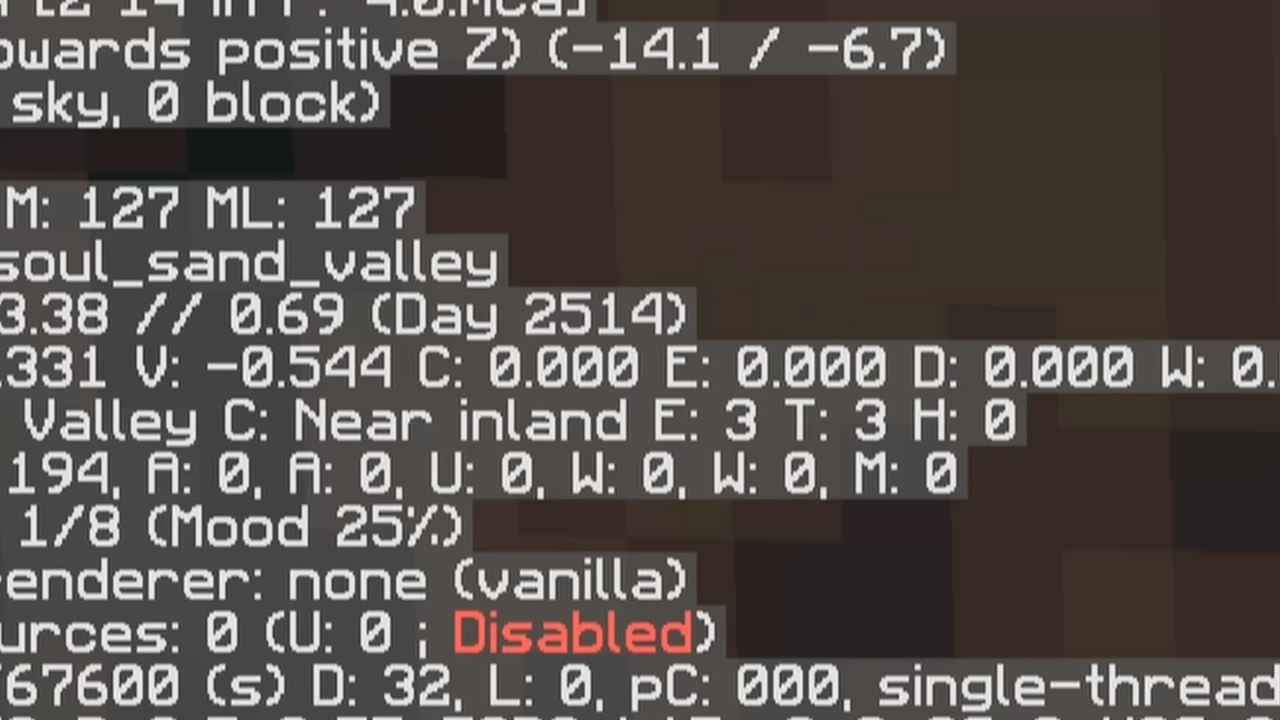 owards positive Z) (-14.1 / -6.7)
sky, 0 block)
M: 127 ML: 127
soul_sand_valley
3.38 // 0.69 (Day 2514)
.331 V: -0.544 C: 0.000 E: 0.000 D: 0.000 W: 0.
Valley C: Near inland E: 3 T: 3 H: 0
194, A: 0, A: 0, U: 0, W: 0, W: 0, M: 0
1/8 (Mood 25%)
enderer: none (vanilla)
urces: 0 (U: 0 ; Disabled)
67600 (s) D: 32, L: 0, pC: 000, single-thread